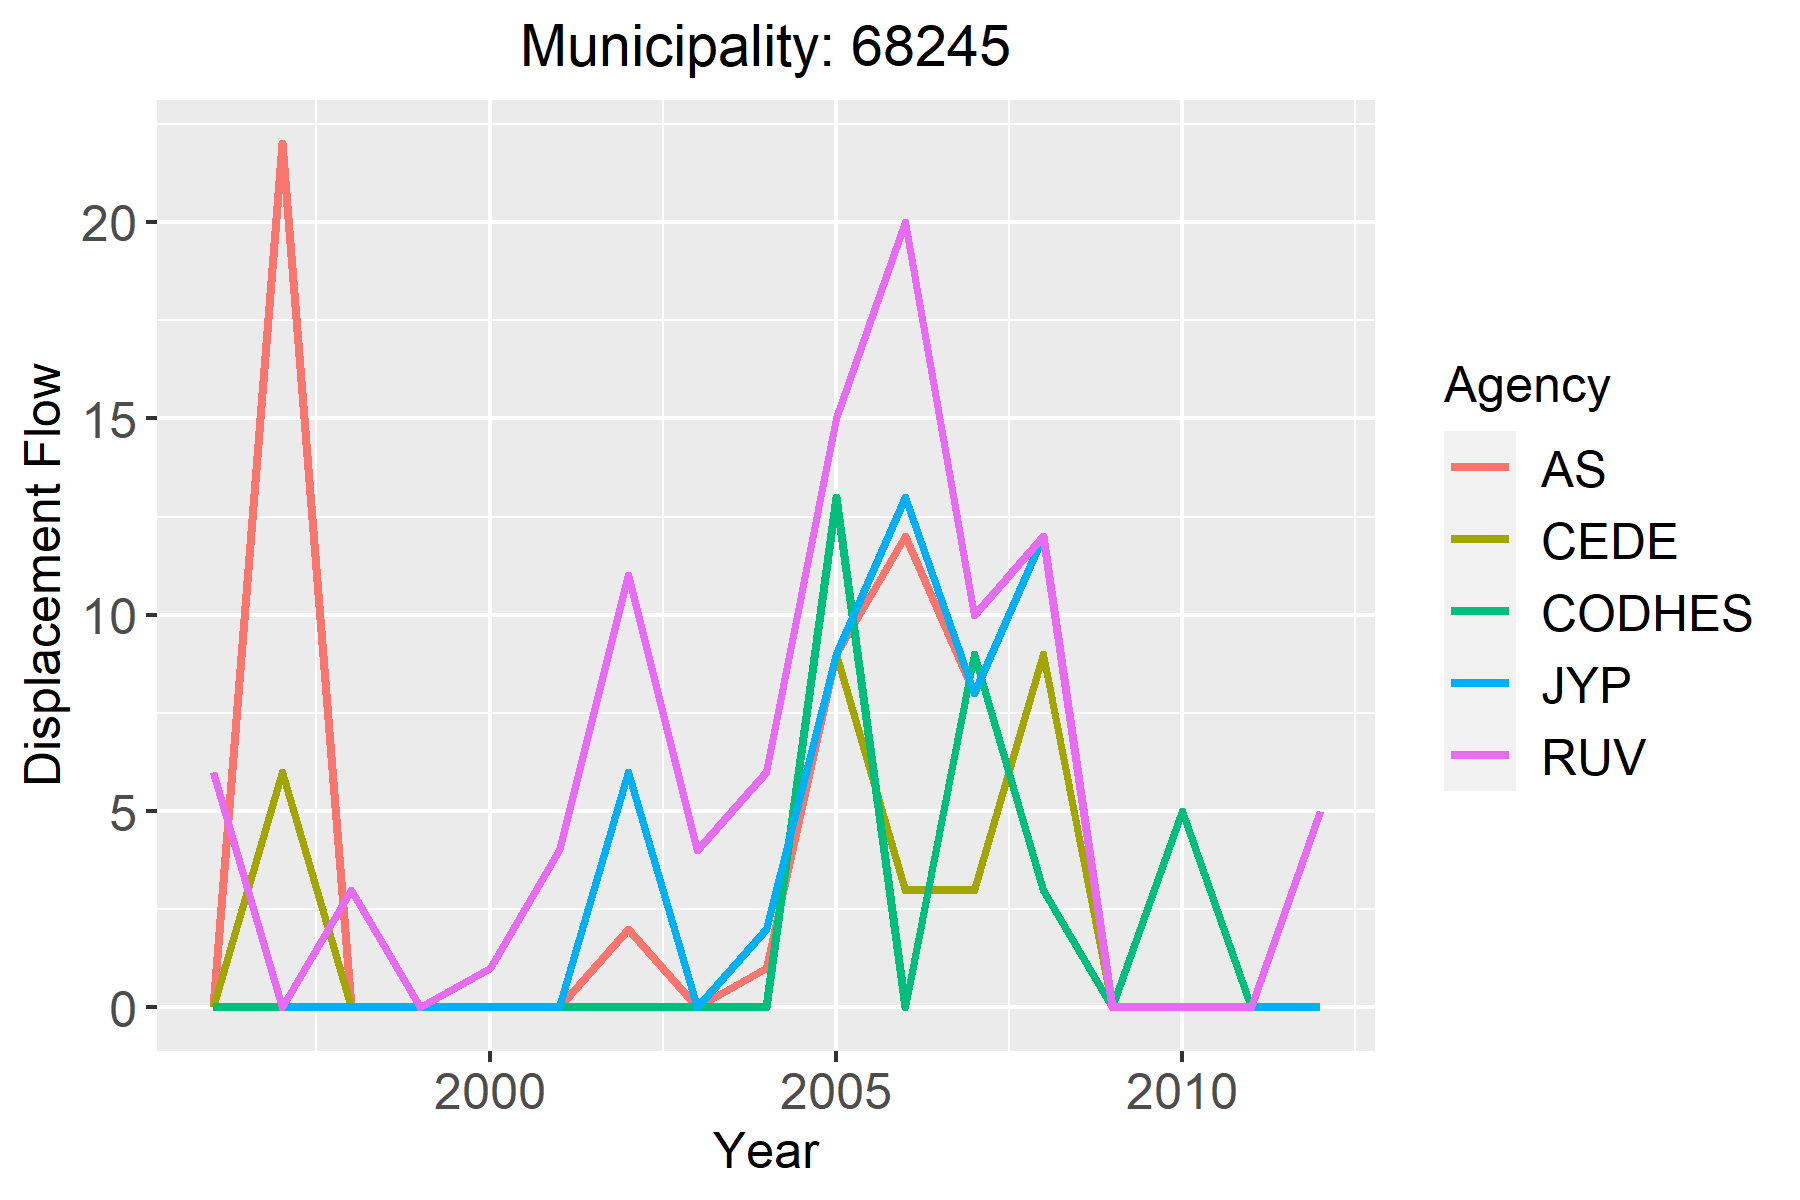 Municipality: 68245
Displacement Flow
20
15
10
5
0
2000 2005 2010
Year
Agency
AS
CEDE
CODHES
JYP
RUV